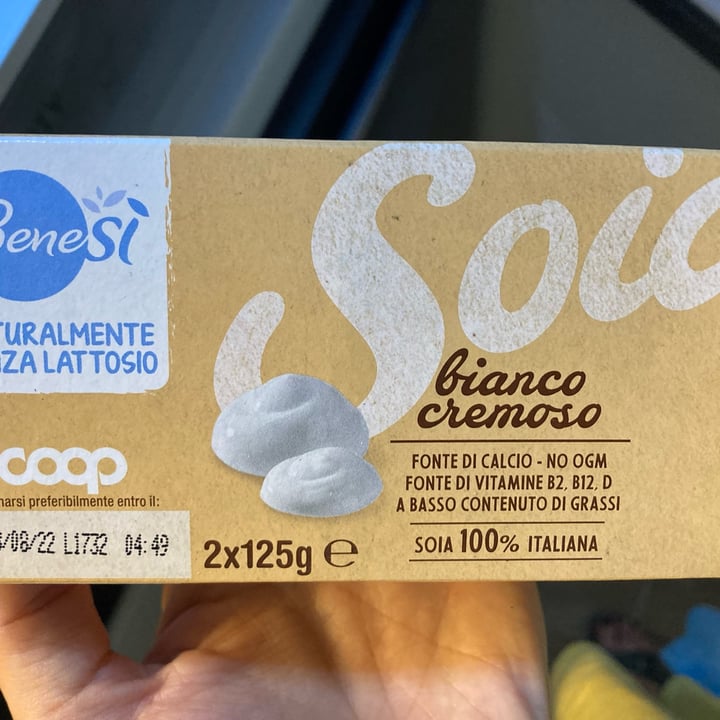 BeneSÌ
TURALMENTE
ZA LATTOSIO
coop
Soia
bianco
cremoso
FONTE DI CALCIO - NO OGM
FONTE DI VITAMINE B2, B12, D
A BASSO CONTENUTO DI GRASSI
SOIA 100% ITALIANA
marsi preferibilmente entro il:
/08/22 L1732 04:49
2x125g ℮